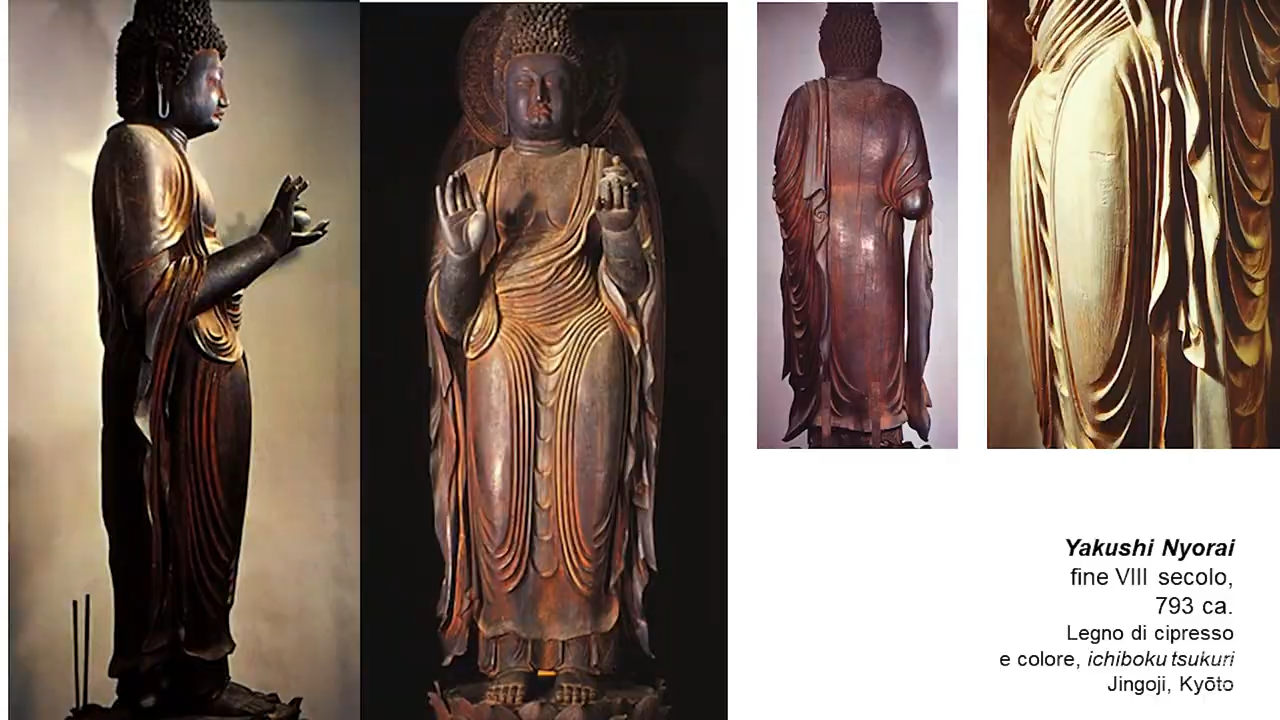 Yakushi Nyorai
fine VIII secolo,
793 ca.
Legno di cipresso
e colore, ichiboku tsukuri
Jingoji, Kyōto